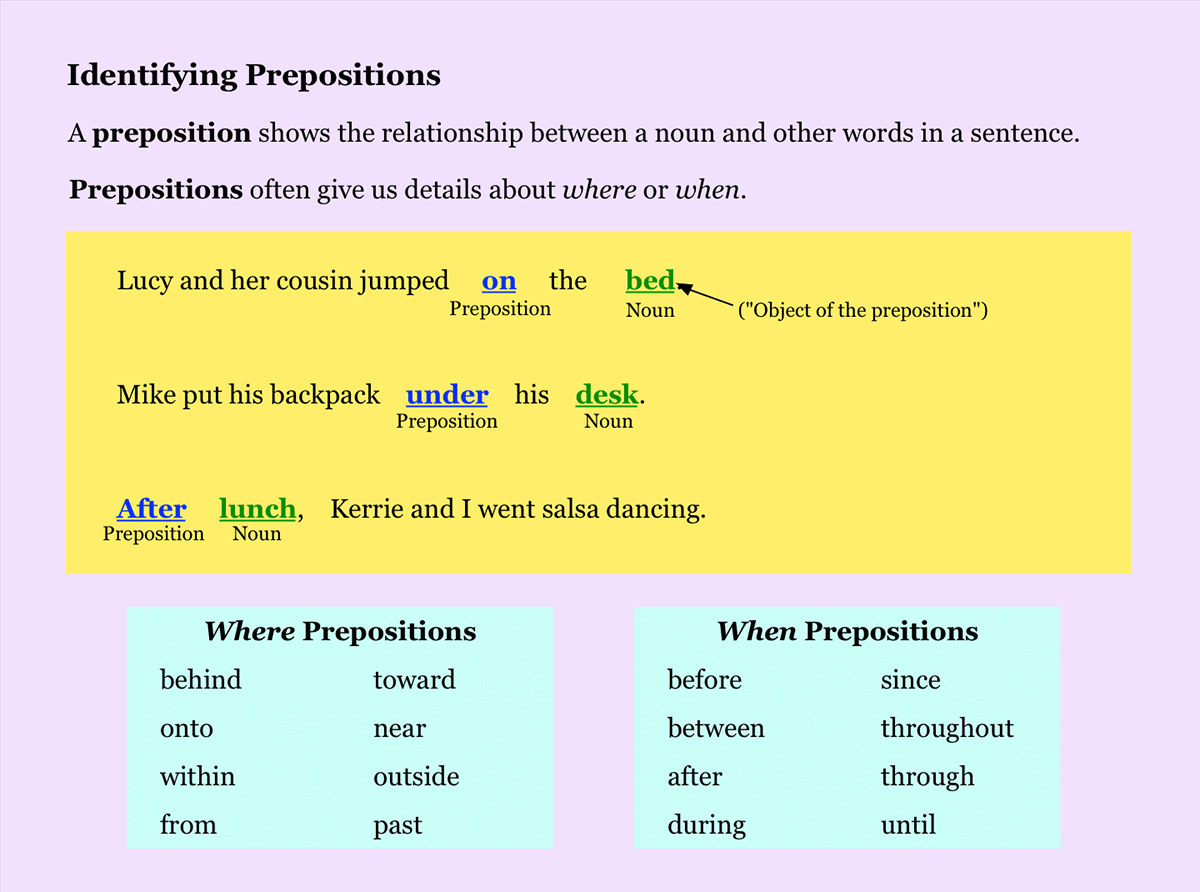 Identifying Prepositions
A preposition shows the relationship between a noun and other words in a sentence.
Prepositions often give us details about where or when.
Lucy and her cousin jumped on the bed.
Preposition Noun ("Object of the preposition")
Mike put his backpack under his desk.
Preposition Noun
After lunch, Kerrie and I went salsa dancing.
Preposition Noun
Where Prepositions
behind toward
onto near
within outside
from past
When Prepositions
before since
between throughout
after through
during until